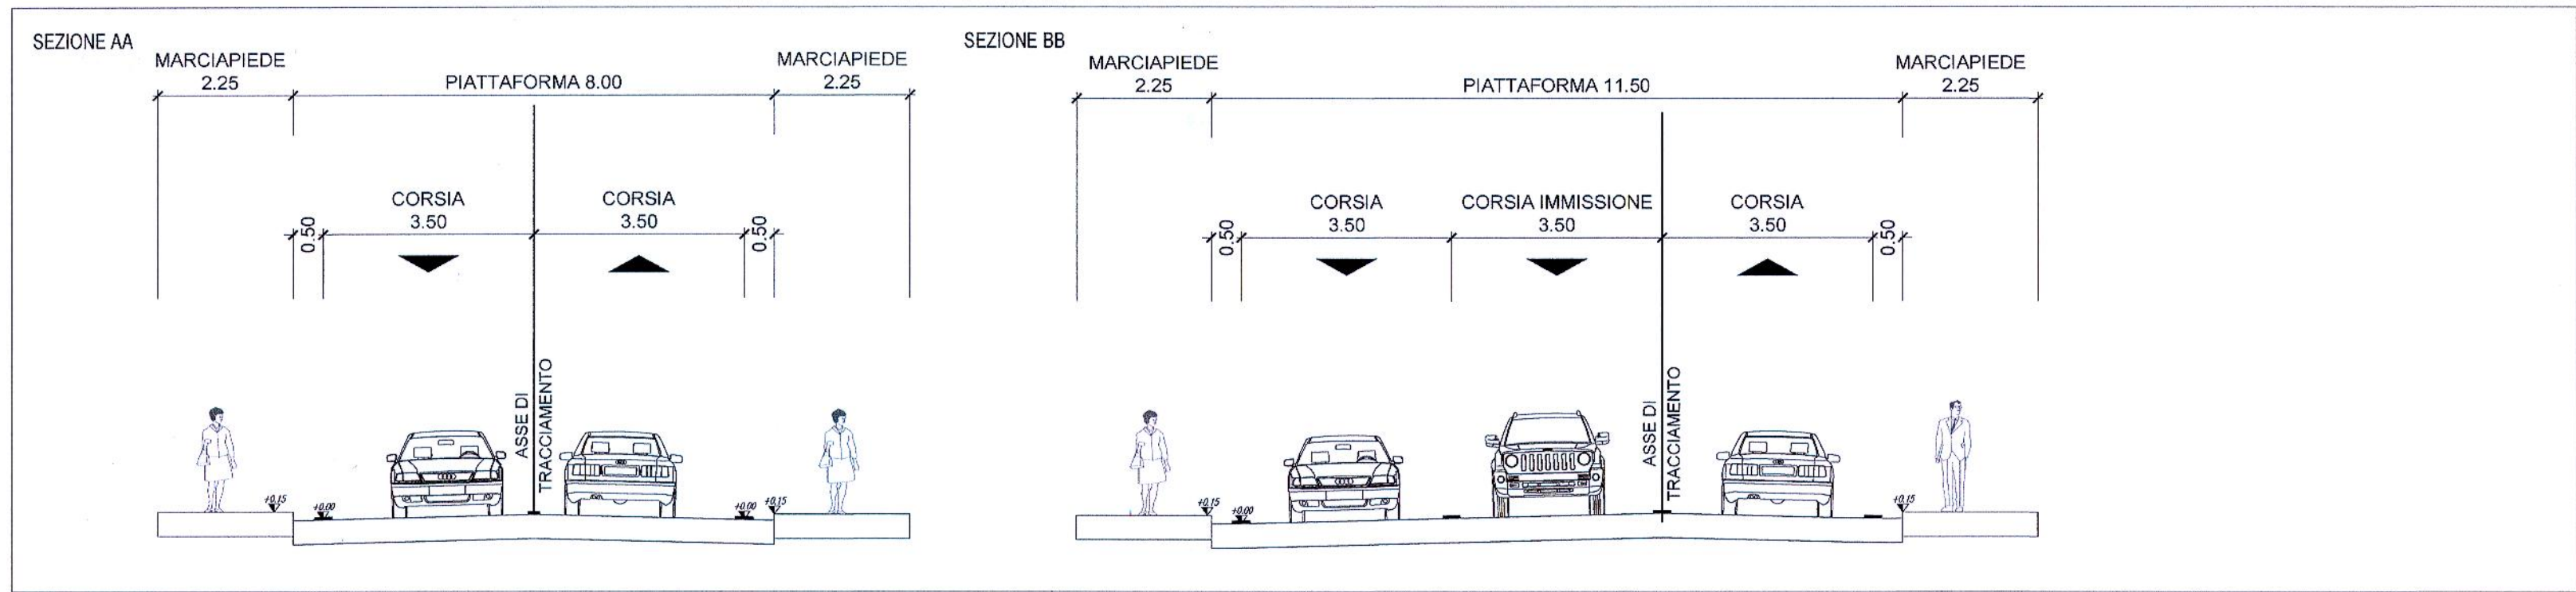 SEZIONE AA
MARCIAPIEDE
2.25
PIATTAFORMA 8.00
MARCIAPIEDE
2.25
0.50
CORSIA
3.50
CORSIA
3.50
0.50
ASSE DI
TRACCIAMENTO
+0.15
+0.00
+0.00
+0.15
SEZIONE BB
MARCIAPIEDE
2.25
PIATTAFORMA 11.50
MARCIAPIEDE
2.25
0.50
CORSIA
3.50
CORSIA IMMISSIONE
3.50
CORSIA
3.50
0.50
ASSE DI
TRACCIAMENTO
+0.15
+0.00
+0.15